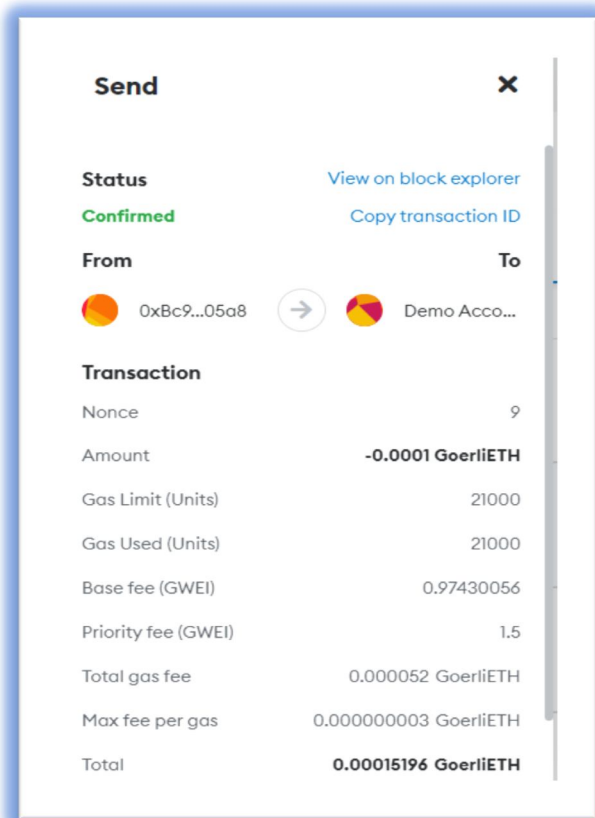 Send
Status View on block explorer
Confirmed Copy transaction ID
From To
0xBc9...05a8 Demo Acco...
Transaction
Nonce 9
Amount -0.0001 GoerliETH
Gas Limit (Units) 21000
Gas Used (Units) 21000
Base fee (GWEI) 0.97430056
Priority fee (GWEI) 1.5
Total gas fee 0.000052 GoerliETH
Max fee per gas 0.000000003 GoerliETH
Total 0.00015196 GoerliETH